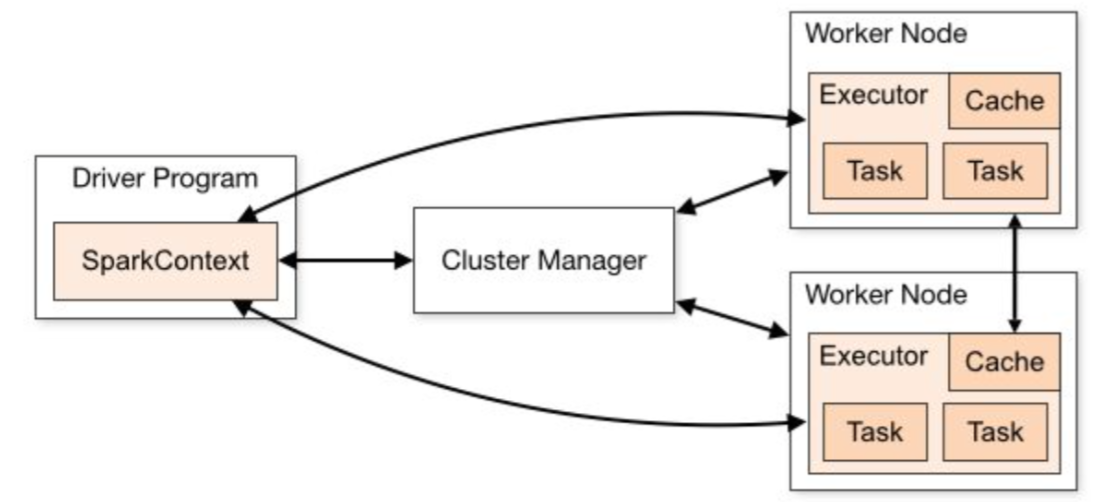 Driver Program
SparkContext
Cluster Manager
Worker Node
Executor
Cache
Task
Task
Worker Node
Executor
Cache
Task
Task